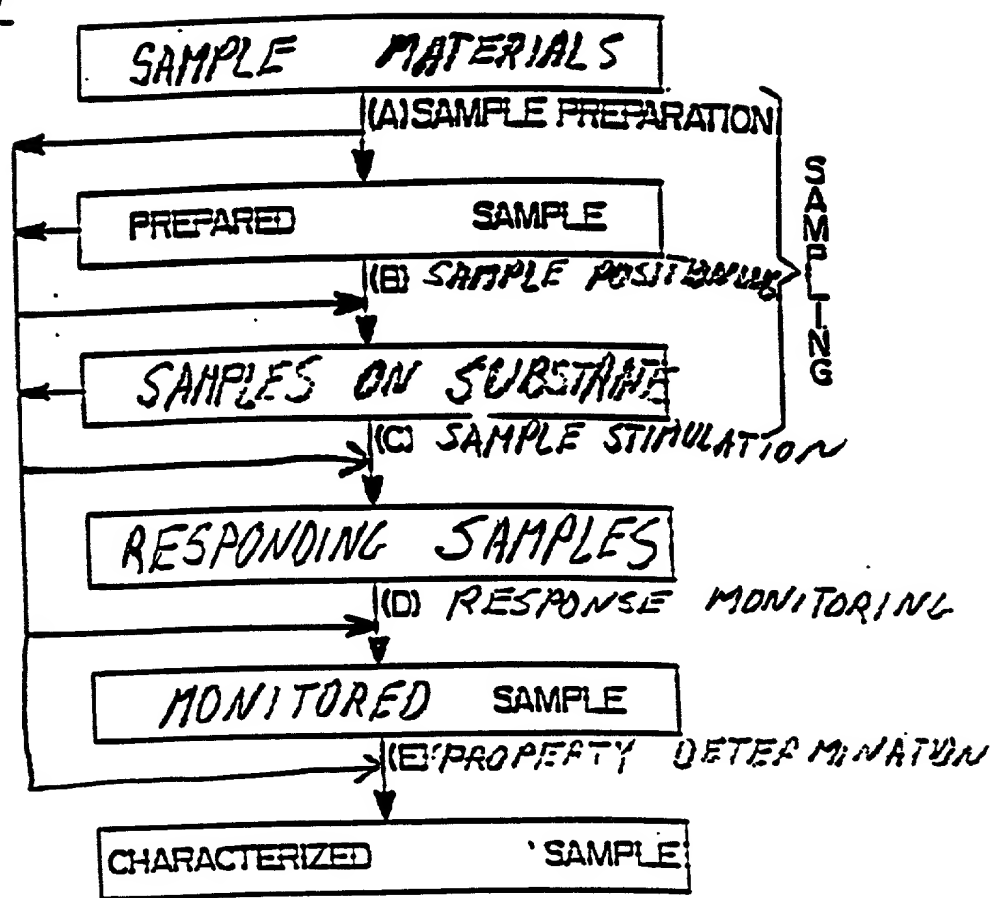 SAMPLE MATERIALS
(A) SAMPLE PREPARATION
PREPARED SAMPLE
(B) SAMPLE POSITIONING
SAMPLES ON SUBSTRATE
(C) SAMPLE STIMULATION
RESPONDING SAMPLES
(D) RESPONSE MONITORING
MONITORED SAMPLE
(E) PROPERTY DETERMINATION
CHARACTERIZED SAMPLE
SAMPLING